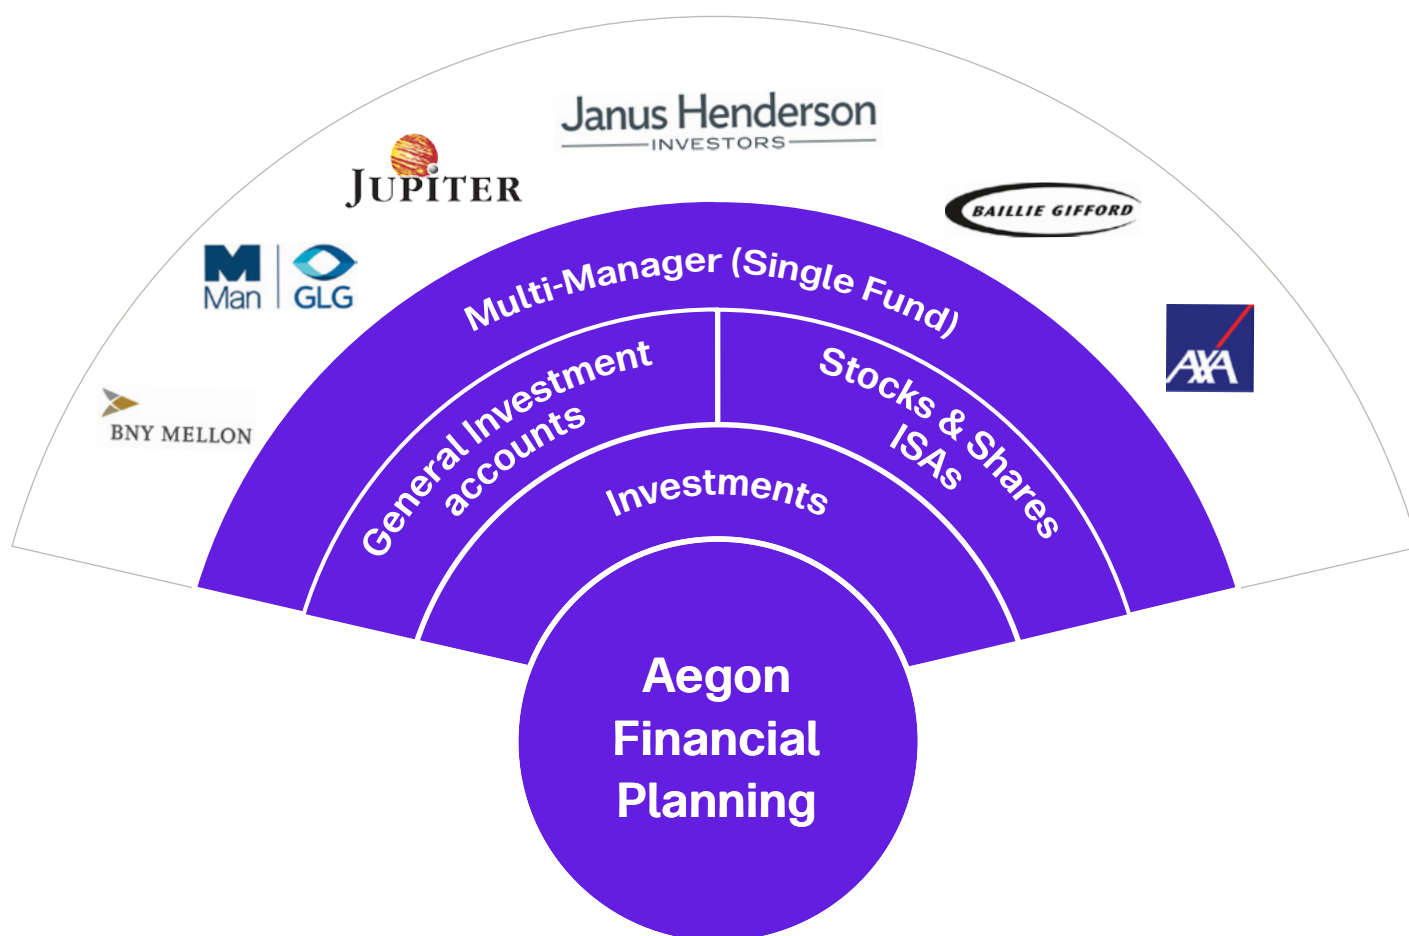 Janus Henderson
INVESTORS
JUPITER
BAILLIE GIFFORD
Man | GLG
AXA
BNY MELLON
Multi-Manager (Single Fund)
General Investment
accounts
Stocks & Shares
ISAs
Investments
Aegon
Financial
Planning